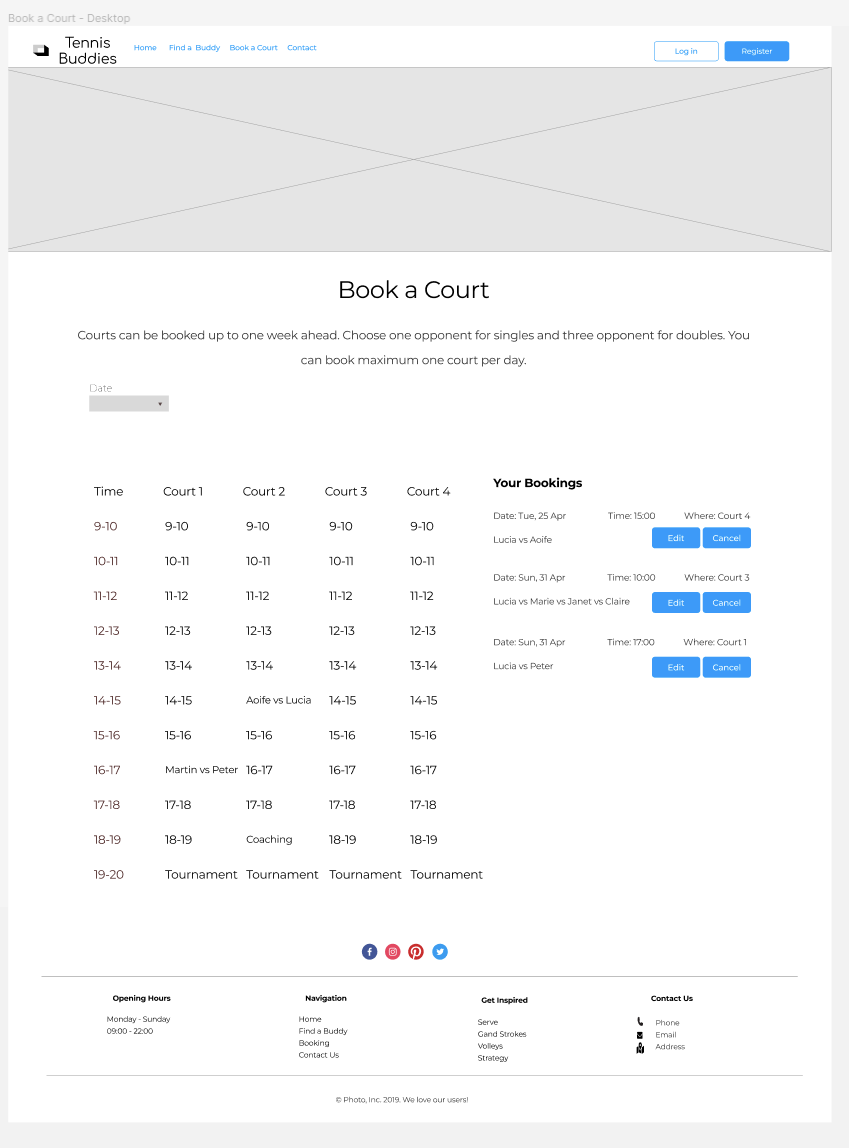 Book a Court - Desktop
Tennis
Buddies
Home Find a Buddy Book a Court Contact
Log in Register
Book a Court
Courts can be booked up to one week ahead. Choose one opponent for singles and three opponent for doubles. You
can book maximum one court per day.
Date
Time Court 1 Court 2 Court 3 Court 4
9-10 9-10 9-10 9-10 9-10
10-11 10-11 10-11 10-11 10-11
11-12 11-12 11-12 11-12 11-12
12-13 12-13 12-13 12-13 12-13
13-14 13-14 13-14 13-14 13-14
14-15 14-15 Aoife vs Lucia 14-15 14-15
15-16 15-16 15-16 15-16 15-16
16-17 Martin vs Peter 16-17 16-17 16-17
17-18 17-18 17-18 17-18 17-18
18-19 18-19 Coaching 18-19 18-19
19-20 Tournament Tournament Tournament Tournament
Your Bookings
Date: Tue, 25 Apr Time: 15:00 Where: Court 4
Lucia vs Aoife Edit Cancel
Date: Sun, 31 Apr Time: 10:00 Where: Court 3
Lucia vs Marie vs Janet vs Claire Edit Cancel
Date: Sun, 31 Apr Time: 17:00 Where: Court 1
Lucia vs Peter Edit Cancel
Opening Hours
Monday - Sunday
09:00 - 22:00
Navigation
Home
Find a Buddy
Booking
Contact Us
Get Inspired
Serve
Gand Strokes
Volleys
Strategy
Contact Us
Phone
Email
Address
© Photo, Inc. 2019. We love our users!